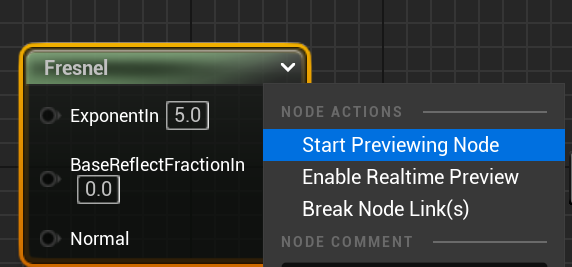 Fresnel
ExponentIn 5.0
BaseReflectFractionIn
0.0
Normal
NODE ACTIONS
Start Previewing Node
Enable Realtime Preview
Break Node Link(s)
NODE COMMENT